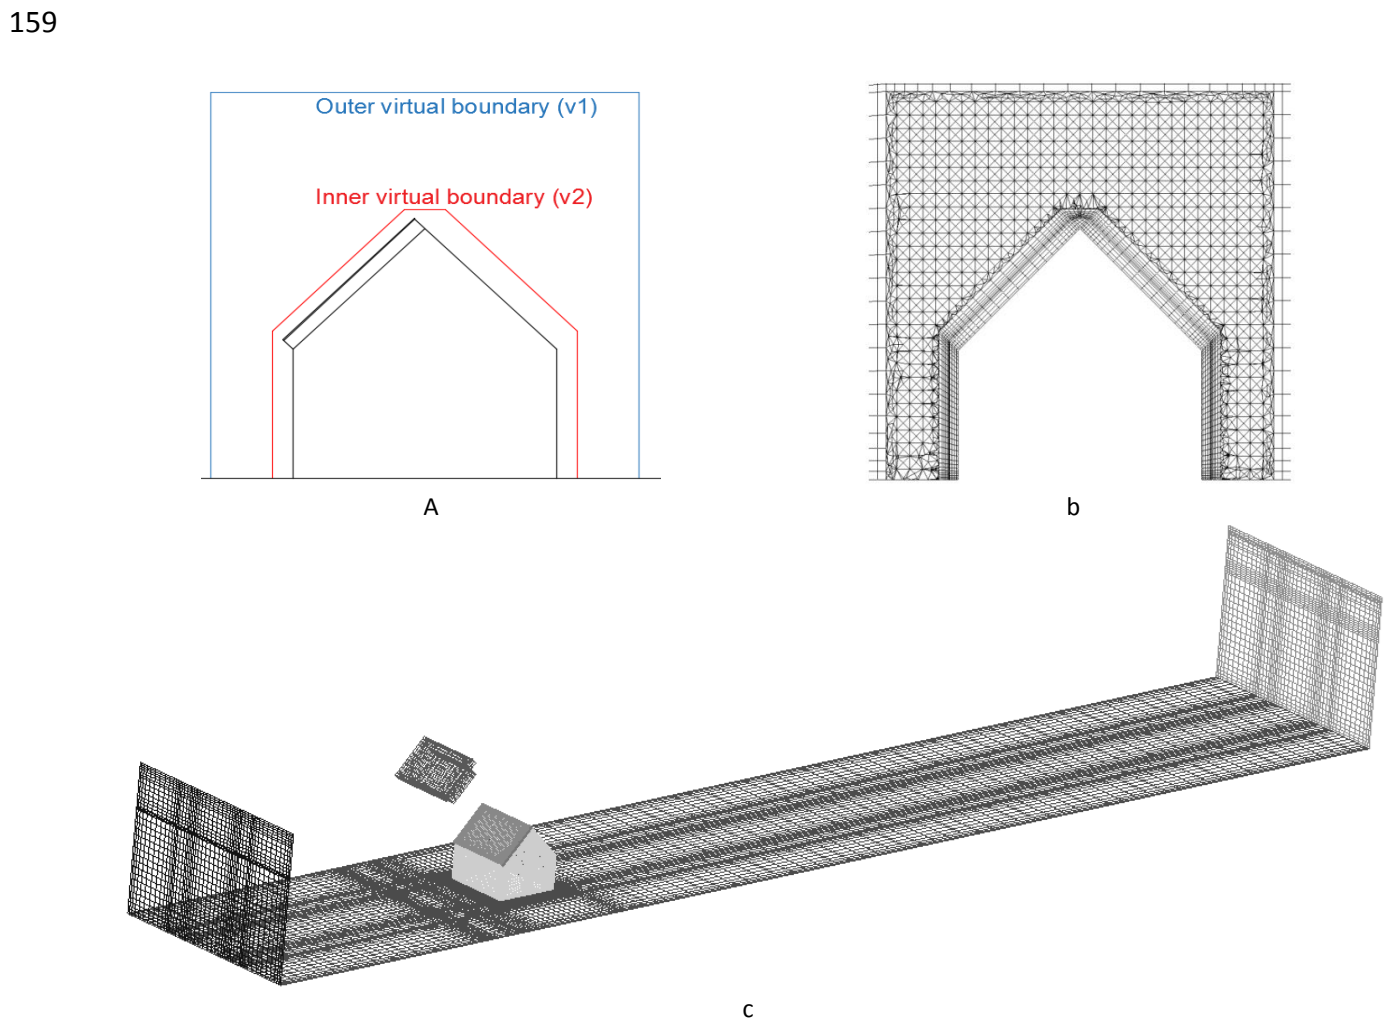 159
Outer virtual boundary (v1)
Inner virtual boundary (v2)
A
b
c